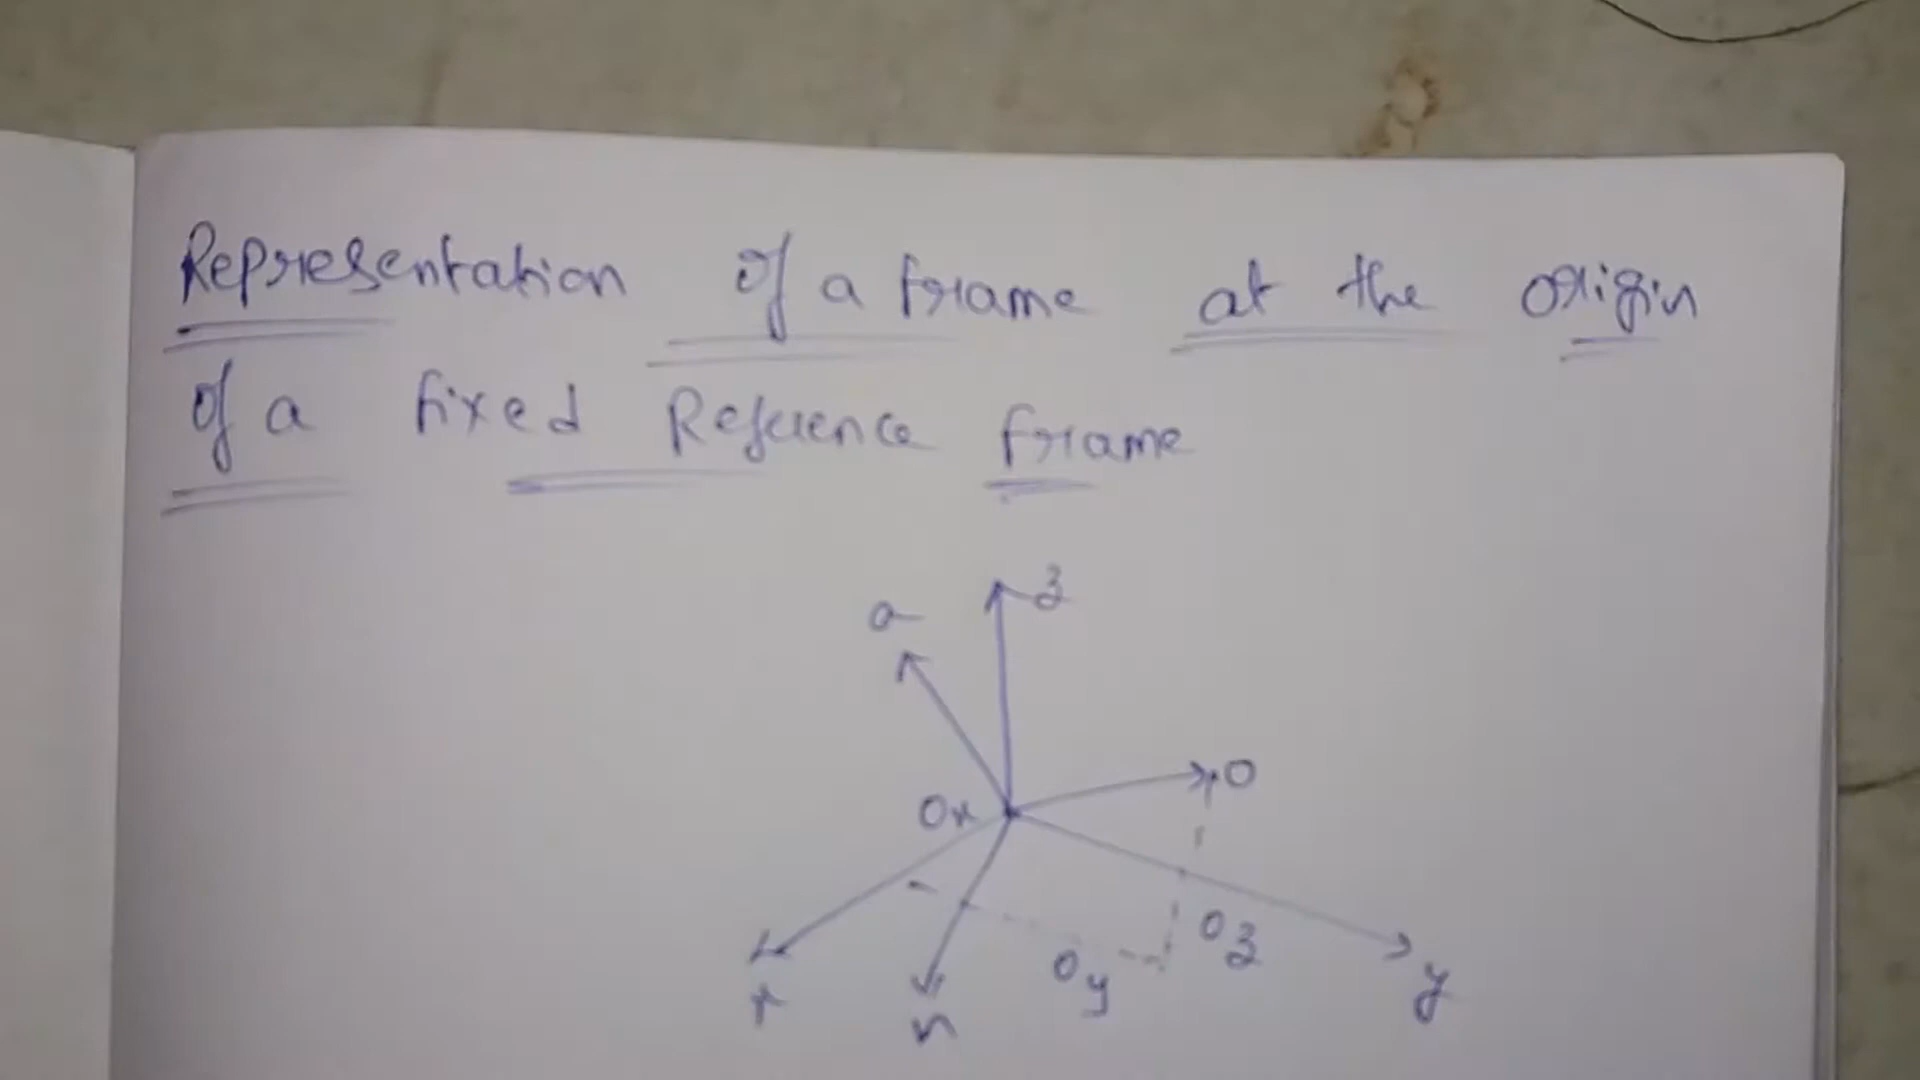 Representation of a frame at the origin
of a fixed Reference frame
a
z
o
Ox
Oz
Oy
x
n
y